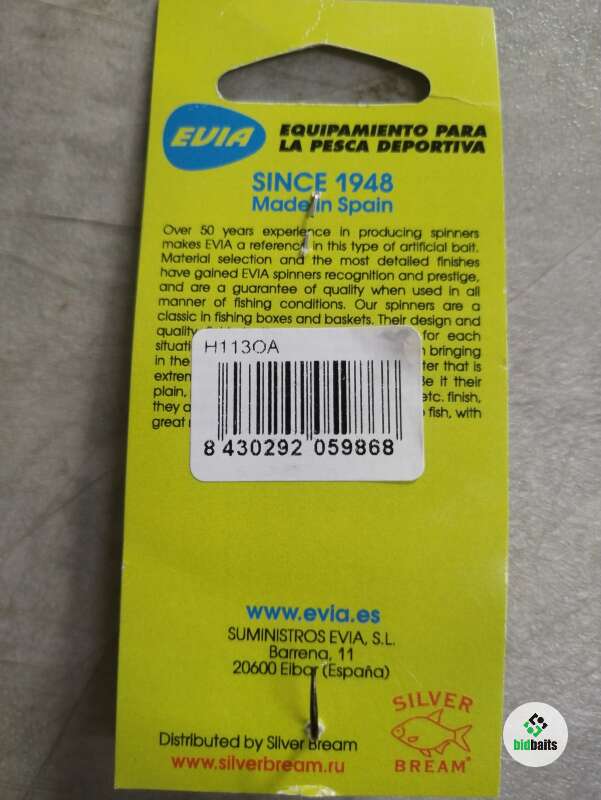 EVIA
EQUIPAMIENTO PARA
LA PESCA DEPORTIVA
SINCE 1948
Made in Spain
Over 50 years experience in producing spinners
makes EVIA a reference in this type of artificial bait.
Material selection and the most detailed finishes
have gained EVIA spinners recognition and prestige,
and are a guarantee of quality when used in all
manner of fishing conditions. Our spinners are a
classic in fishing boxes and baskets. Their design and
quality for each
bringing
in the that is
Be it their
plain, etc. finish,
they fish, with
great
H113OA
8 430292 059868
www.evia.es
SUMINISTROS EVIA, S.L.
Barrena, 11
20600 Eibar (España)
SILVER
BREAM®
Distributed by Silver Bream
www.silverbream.ru
bidbaits